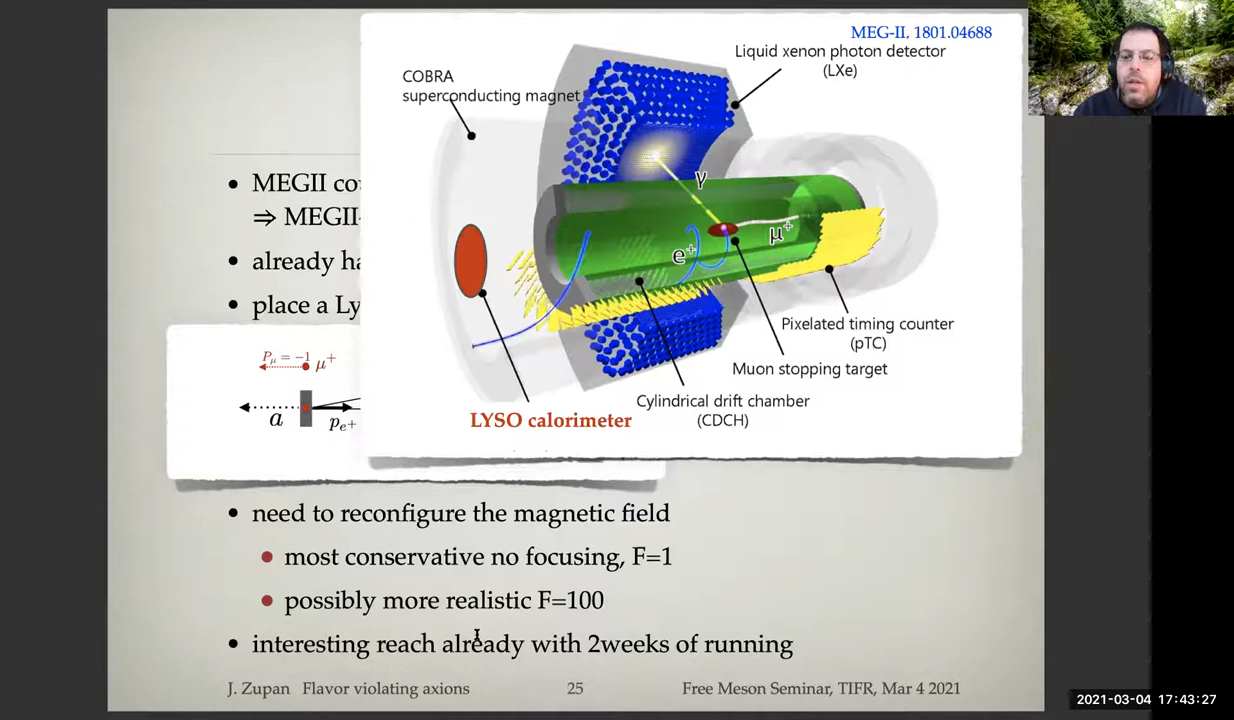 MEG-II, 1801.04688
Liquid xenon photon detector
(LXe)
COBRA
superconducting magnet
γ
μ+
e+
Pixelated timing counter
(pTC)
Muon stopping target
Cylindrical drift chamber
(CDCH)
LYSO calorimeter
• MEGII
⇒ MEGII-
• already
• place a
Pμ = −1
μ+
a
pe+
• need to reconfigure the magnetic field
• most conservative no focusing, F=1
• possibly more realistic F=100
• interesting reach already with 2weeks of running
J. Zupan Flavor violating axions 25 Free Meson Seminar, TIFR, Mar 4 2021
2021-03-04 17:43:27